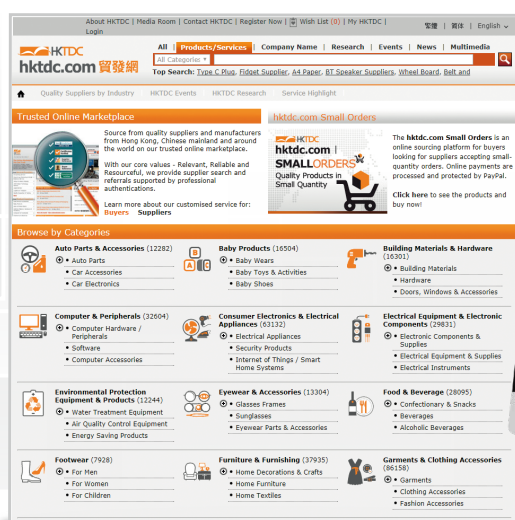 About HKTDC | Media Room | Contact HKTDC | Register Now | Wish List (0) | My HKTDC |
Login
繁體 | 简体 | English
HKTDC
hktdc.com 貿發網
All | Products/Services | Company Name | Research | Events | News | Multimedia
All Categories
Top Search: Type C Plug, Fidget Supplier, A4 Paper, BT Speaker Suppliers, Wheel Board, Belt and
Quality Suppliers by Industry HKTDC Events HKTDC Research Service Highlight
Trusted Online Marketplace
Source from quality suppliers and manufacturers
from Hong Kong, Chinese mainland and around
the world on our trusted online marketplace.
With our core values - Relevant, Reliable and
Resourceful, we provide supplier search and
referrals supported by professional
authentications.
Learn more about our customised service for:
Buyers Suppliers
hktdc.com Small Orders
HKTDC
hktdc.com |
SMALLORDERS
Quality Products in
Small Quantity
The hktdc.com Small Orders is an
online sourcing platform for buyers
looking for suppliers accepting small-
quantity orders. Online payments are
processed and protected by PayPal.
Click here to see the products and
buy now!
Browse by Categories
Auto Parts & Accessories (12282)
• Auto Parts
• Car Accessories
• Car Electronics
Baby Products (16504)
• Baby Wears
• Baby Toys & Activities
• Baby Shoes
Building Materials & Hardware
(16301)
• Building Materials
• Hardware
• Doors, Windows & Accessories
Computer & Peripherals (32604)
• Computer Hardware /
Peripherals
• Software
• Computer Accessories
Consumer Electronics & Electrical
Appliances (63132)
• Electrical Appliances
• Security Products
• Internet of Things / Smart
Home Systems
Electrical Equipment & Electronic
Components (29831)
• Electronic Components &
Supplies
• Electrical Equipment & Supplies
• Electrical Instruments
Environmental Protection
Equipment & Products (12244)
• Water Treatment Equipment
• Air Quality Control Equipment
• Energy Saving Products
Eyewear & Accessories (13304)
• Glasses Frames
• Sunglasses
• Eyewear Parts & Accessories
Food & Beverage (28095)
• Confectionary & Snacks
• Beverages
• Alcoholic Beverages
Footwear (7928)
• For Men
• For Women
• For Children
Furniture & Furnishing (37935)
• Home Decorations & Crafts
• Home Furniture
• Home Textiles
Garments & Clothing Accessories
(86158)
• Garments
• Clothing Accessories
• Fashion Accessories